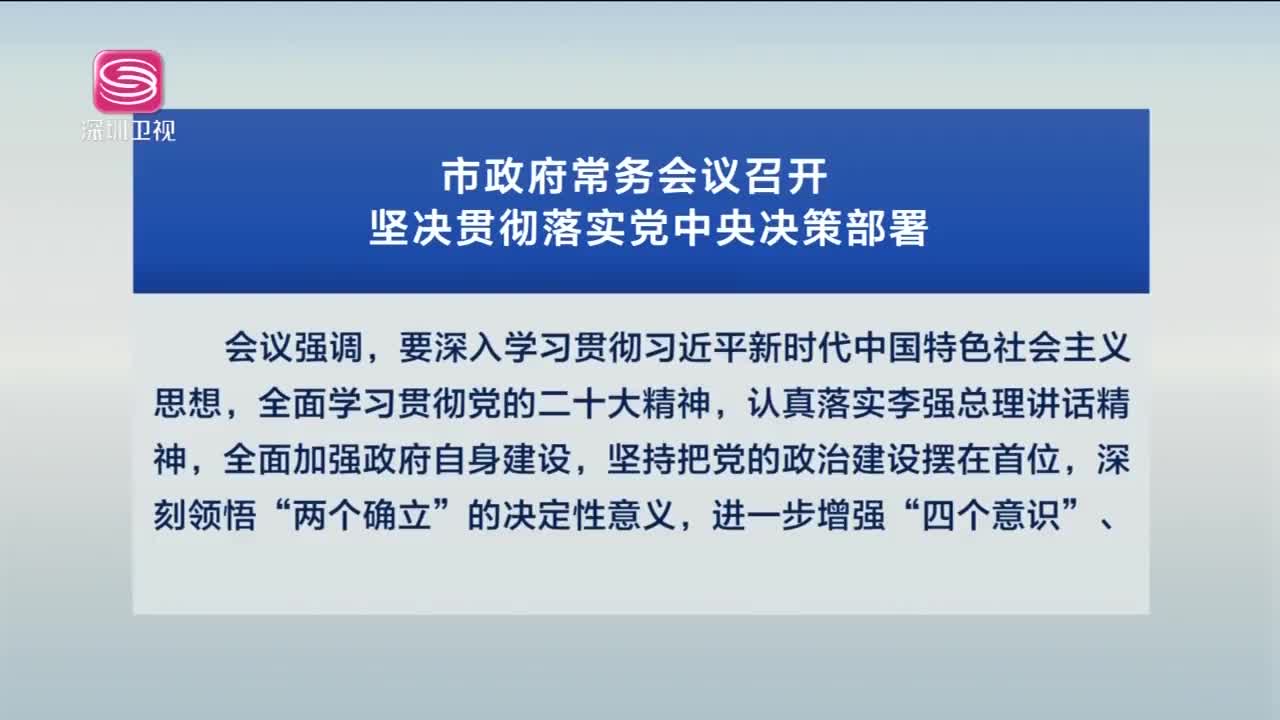 深圳卫视
市政府常务会议召开
坚决贯彻落实党中央决策部署
会议强调，要深入学习贯彻习近平新时代中国特色社会主义
思想，全面学习贯彻党的二十大精神，认真落实李强总理讲话精
神，全面加强政府自身建设，坚持把党的政治建设摆在首位，深
刻领悟“两个确立”的决定性意义，进一步增强“四个意识”、